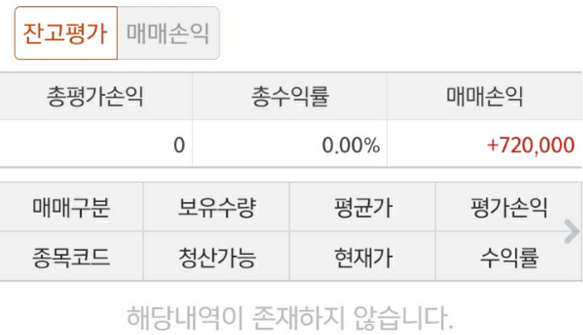 잔고평가 매매손익
총평가손익 총수익률 매매손익
0 0.00% +720,000
매매구분 보유수량 평균가 평가손익
종목코드 청산가능 현재가 수익률
해당내역이 존재하지 않습니다.